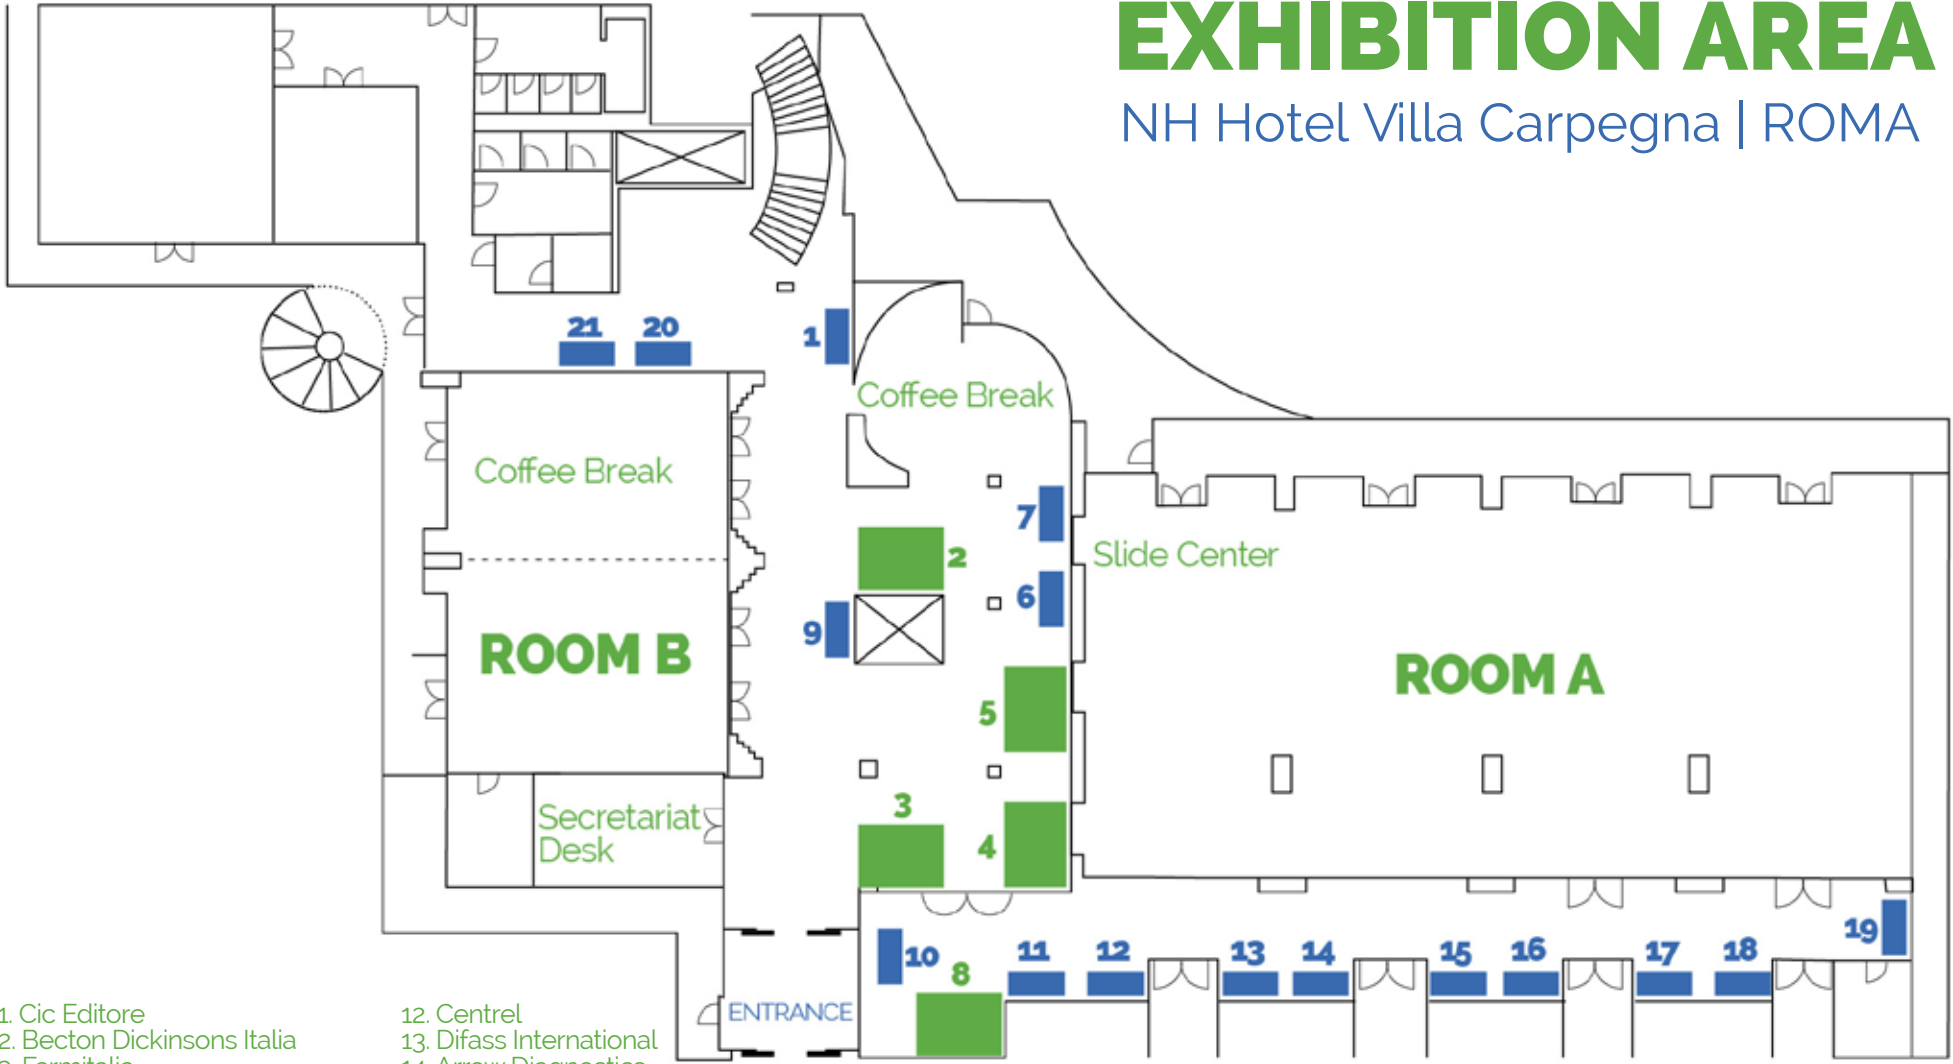 EXHIBITION AREA
NH Hotel Villa Carpegna | ROMA
21
20
1
Coffee Break
Coffee Break
7
2
Slide Center
6
9
ROOM B
ROOM A
5
3
Secretariat
Desk
4
19
10
11
12
13
14
15
16
17
18
8
ENTRANCE
1. Cic Editore
2. Becton Dickinsons Italia
12. Centrel
13. Difass International